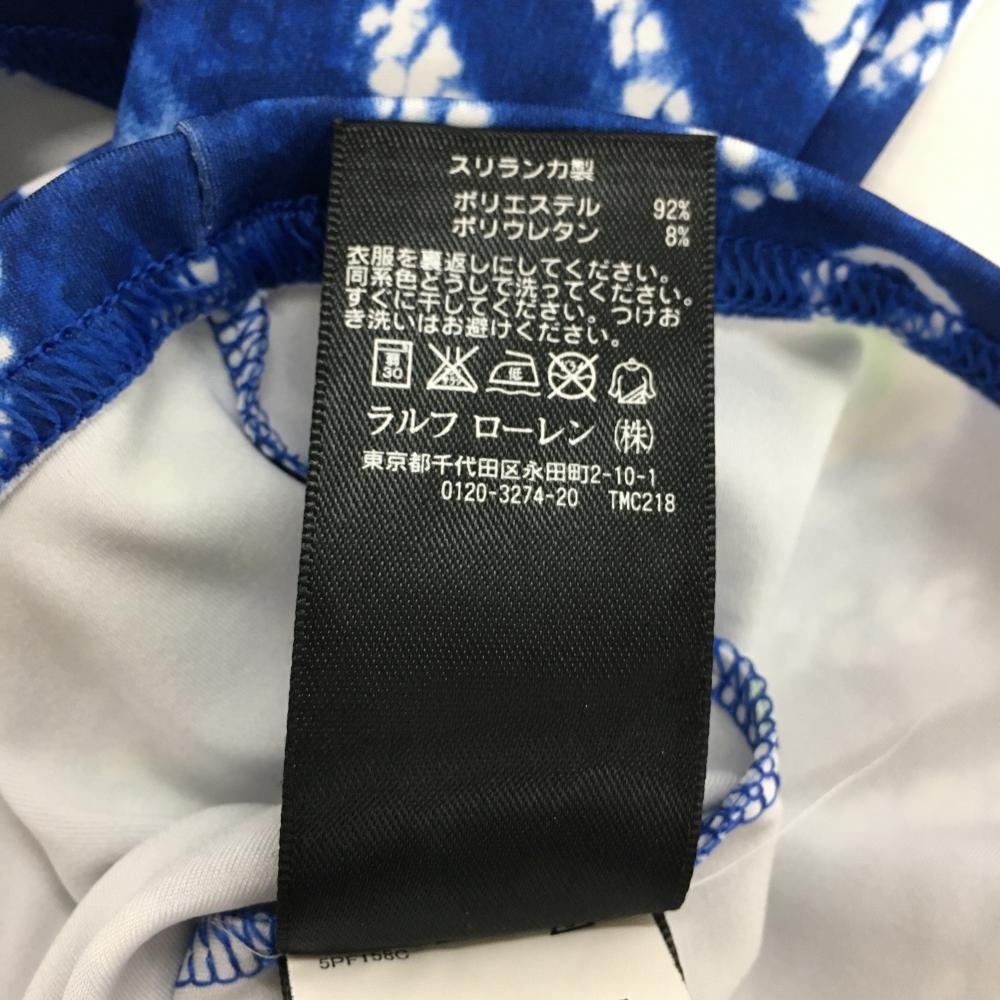 スリランカ製
ポリエステル 92%
ポリウレタン 8%
衣服を裏返しにしてください。
同系色どうしで洗ってください。
すぐに干してください。つけお
き洗いはお避けください。
弱 30 低
ラルフ ローレン (株)
東京都千代田区永田町2-10-1
0120-3274-20 TMC218
5PF158C